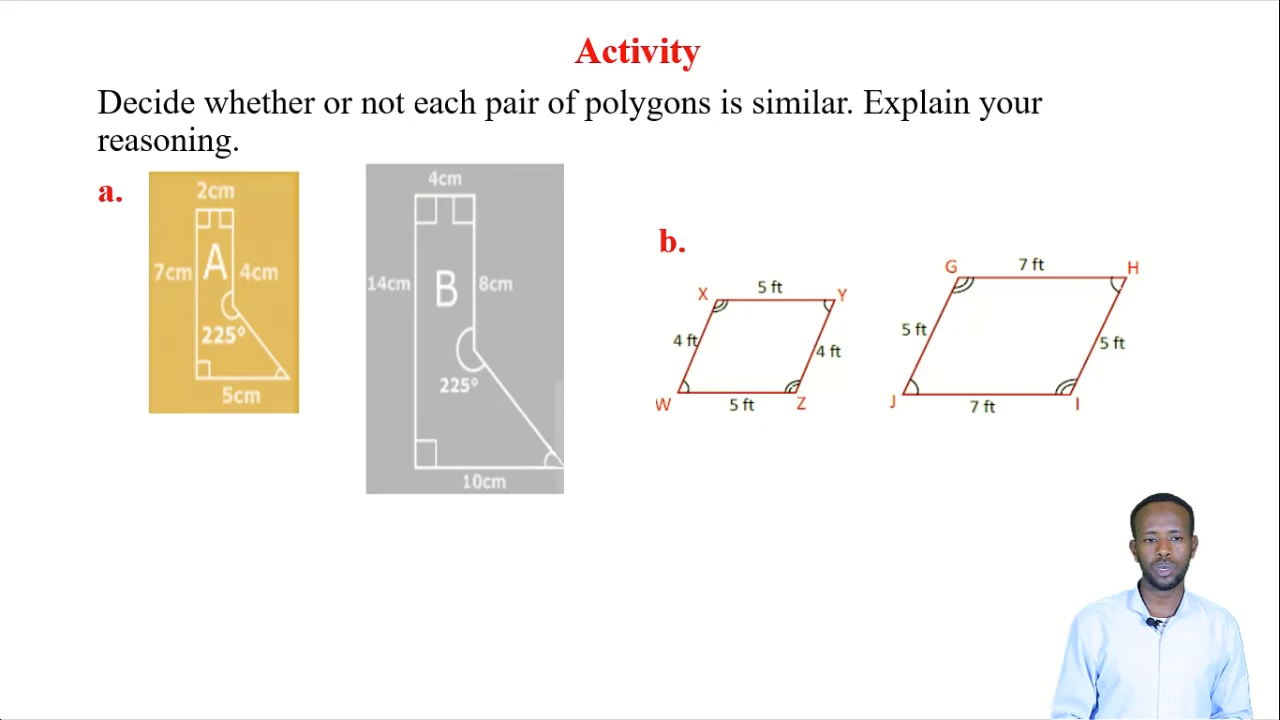 Activity
Decide whether or not each pair of polygons is similar. Explain your
reasoning.
a.
2cm
7cm
A
4cm
225°
5cm
4cm
14cm
B
8cm
225°
10cm
b.
X
5 ft
Y
4 ft
4 ft
W
5 ft
Z
G
7 ft
H
5 ft
5 ft
J
7 ft
I